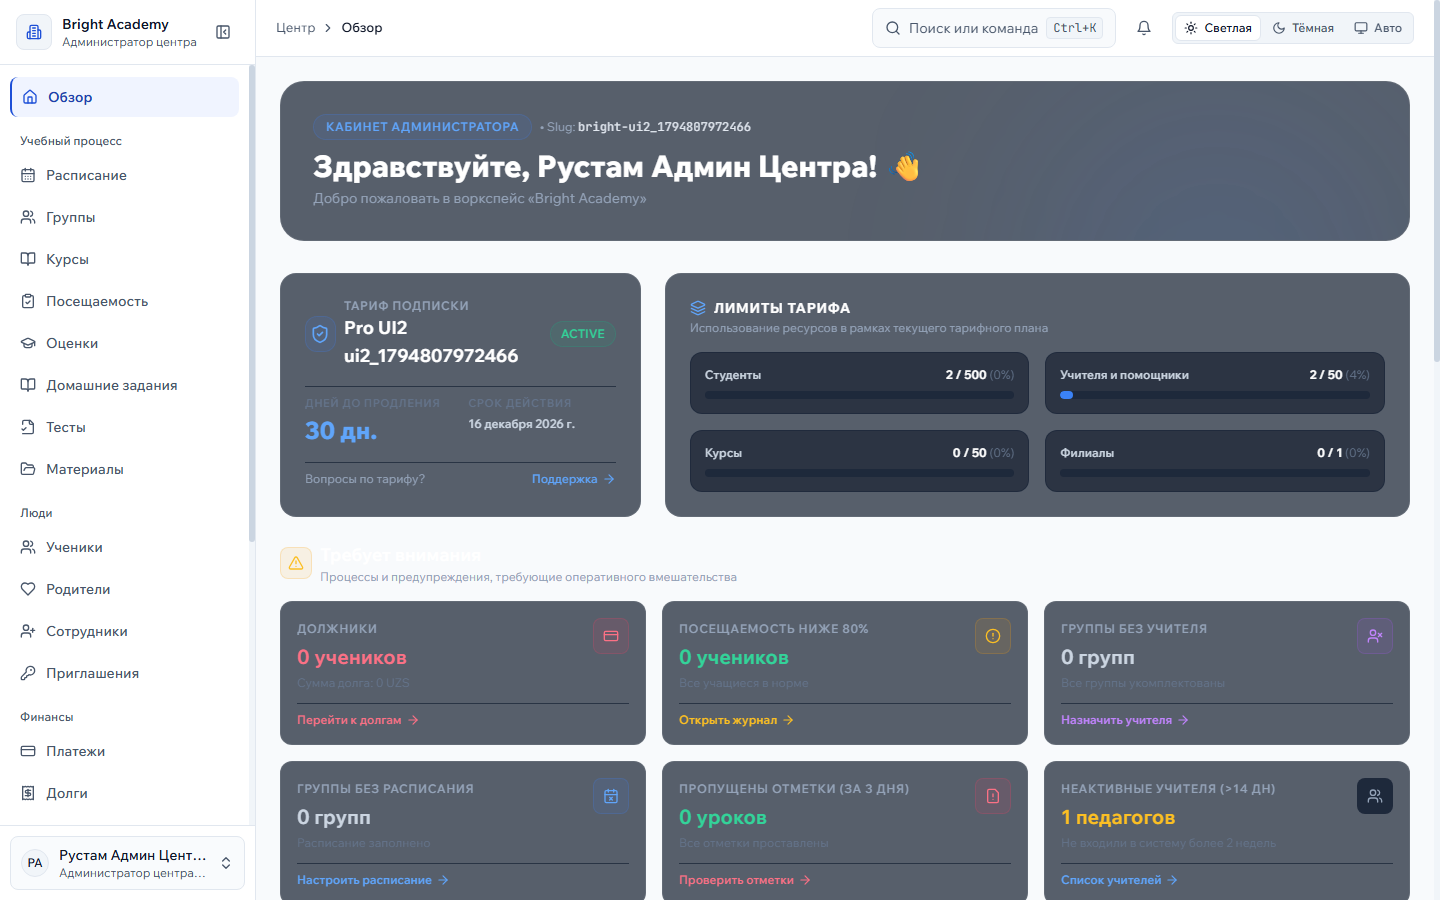 Bright Academy
Администратор центра
Обзор
Учебный процесс
Расписание
Группы
Курсы
Посещаемость
Оценки
Домашние задания
Тесты
Материалы
Люди
Ученики
Родители
Сотрудники
Приглашения
Финансы
Платежи
Долги
РА
Рустам Админ Цент...
Администратор центра...
Центр > Обзор
Поиск или команда Ctrl+K
Светлая
Тёмная
Авто
КАБИНЕТ АДМИНИСТРАТОРА
• Slug: bright-ui2_1794807972466
Здравствуйте, Рустам Админ Центра! 👋
Добро пожаловать в воркспейс «Bright Academy»
ТАРИФ ПОДПИСКИ
Pro UI2
ui2_1794807972466
ACTIVE
ДНЕЙ ДО ПРОДЛЕНИЯ
30 дн.
СРОК ДЕЙСТВИЯ
16 декабря 2026 г.
Вопросы по тарифу?
Поддержка →
ЛИМИТЫ ТАРИФА
Использование ресурсов в рамках текущего тарифного плана
Студенты 2 / 500 (0%)
Учителя и помощники 2 / 50 (4%)
Курсы 0 / 50 (0%)
Филиалы 0 / 1 (0%)
Требует внимания
Процессы и предупреждения, требующие оперативного вмешательства
ДОЛЖНИКИ
0 учеников
Сумма долга: 0 UZS
Перейти к долгам →
ПОСЕЩАЕМОСТЬ НИЖЕ 80%
0 учеников
Все учащиеся в норме
Открыть журнал →
ГРУППЫ БЕЗ УЧИТЕЛЯ
0 групп
Все группы укомплектованы
Назначить учителя →
ГРУППЫ БЕЗ РАСПИСАНИЯ
0 групп
Расписание заполнено
Настроить расписание →
ПРОПУЩЕНЫ ОТМЕТКИ (ЗА 3 ДНЯ)
0 уроков
Все отметки проставлены
Проверить отметки →
НЕАКТИВНЫЕ УЧИТЕЛЯ (>14 ДН)
1 педагогов
Не входили в систему более 2 недель
Список учителей →